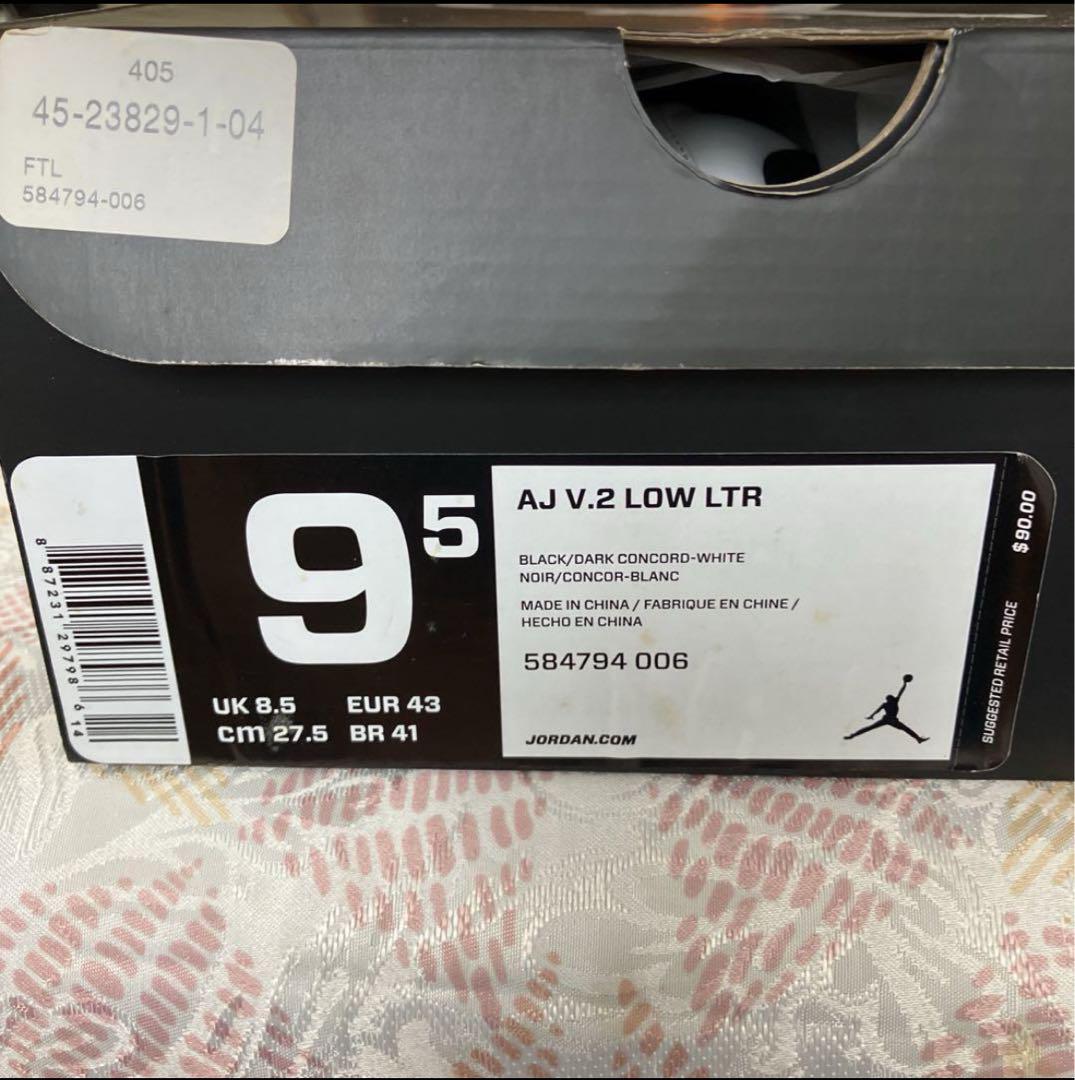 405
45-23829-1-04
FTL
584794-006
8 87231 29798 6 14
9 5
UK 8.5 EUR 43
cm 27.5 BR 41
AJ V.2 LOW LTR
BLACK/DARK CONCORD-WHITE
NOIR/CONCOR-BLANC
MADE IN CHINA / FABRIQUE EN CHINE /
HECHO EN CHINA
584794 006
JORDAN.COM
SUGGESTED RETAIL PRICE $90.00